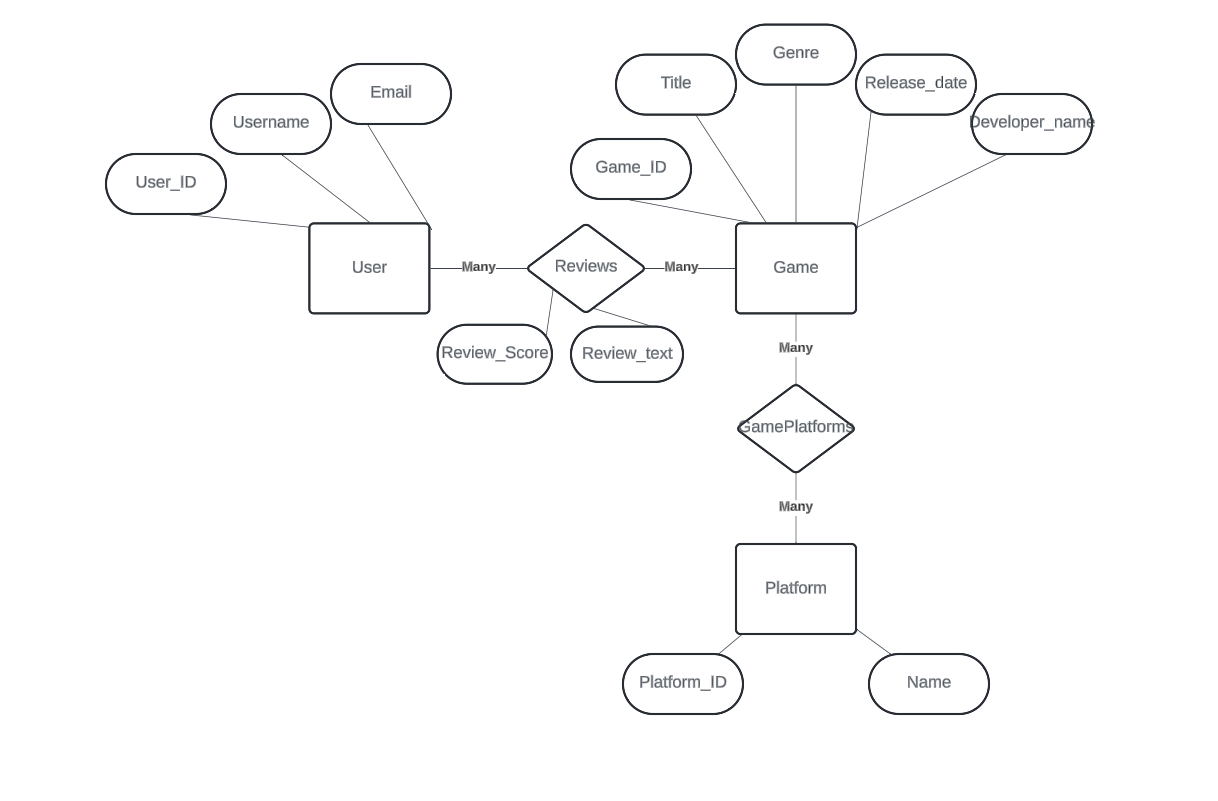 Genre
Title
Release_date
Email
Username
Developer_name
Game_ID
User_ID
User
Many
Reviews
Many
Game
Review_Score
Review_text
Many
GamePlatforms
Many
Platform
Platform_ID
Name